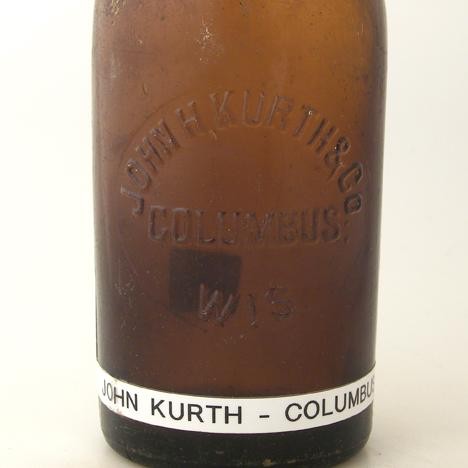 JOHN H. KURTH & CO.
COLUMBUS.
WIS
JOHN KURTH - COLUMBUS